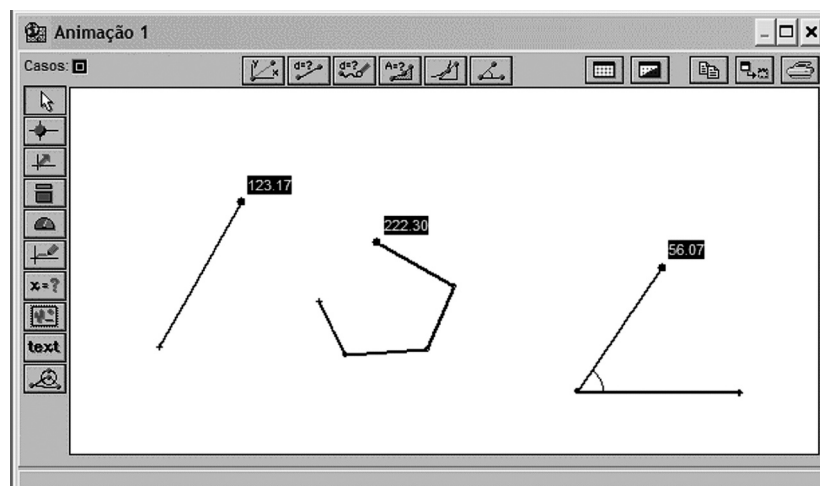 Animação 1
Casos:
y x d=? d=? A=?
123.17
222.30
56.07
x=?
text